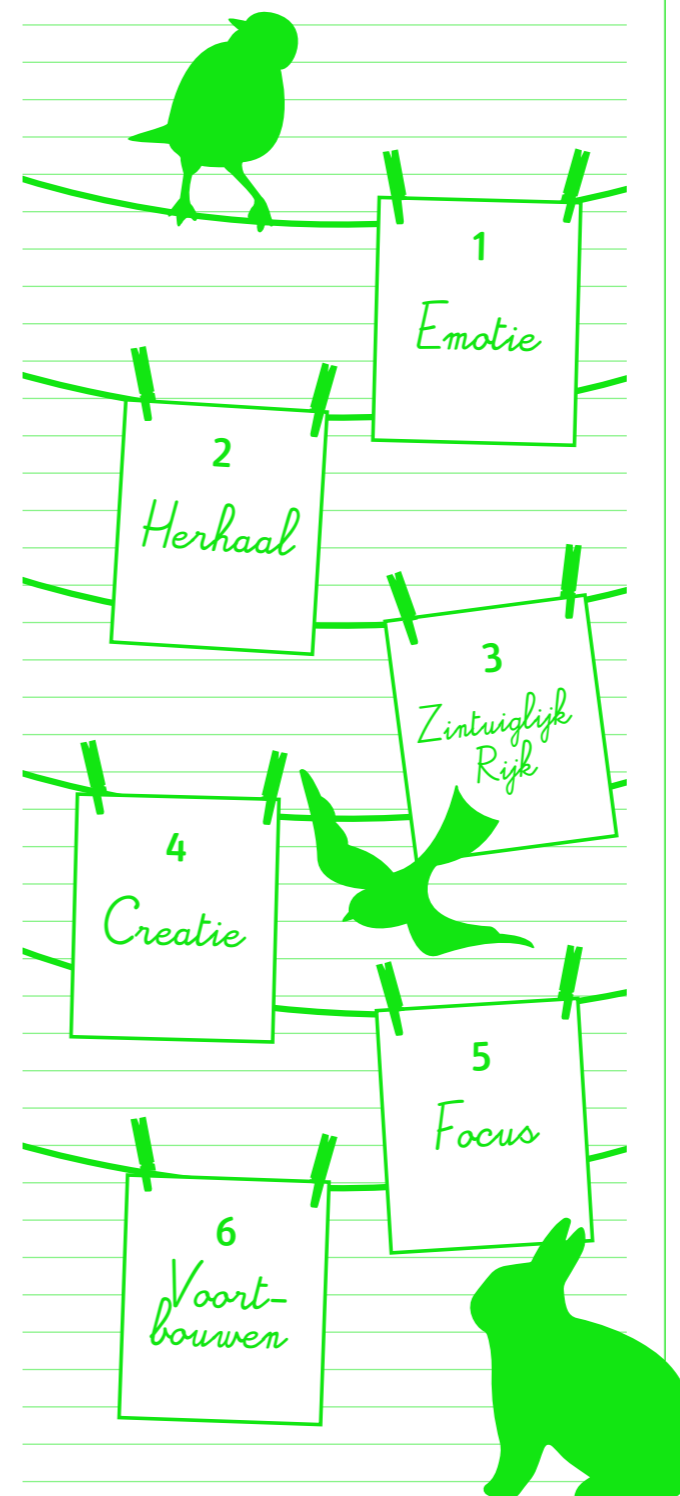 1
Emotie
2
Herhaal
3
Zintuiglijk
Rijk
4
Creatie
5
Focus
6
Voort-
bouwen